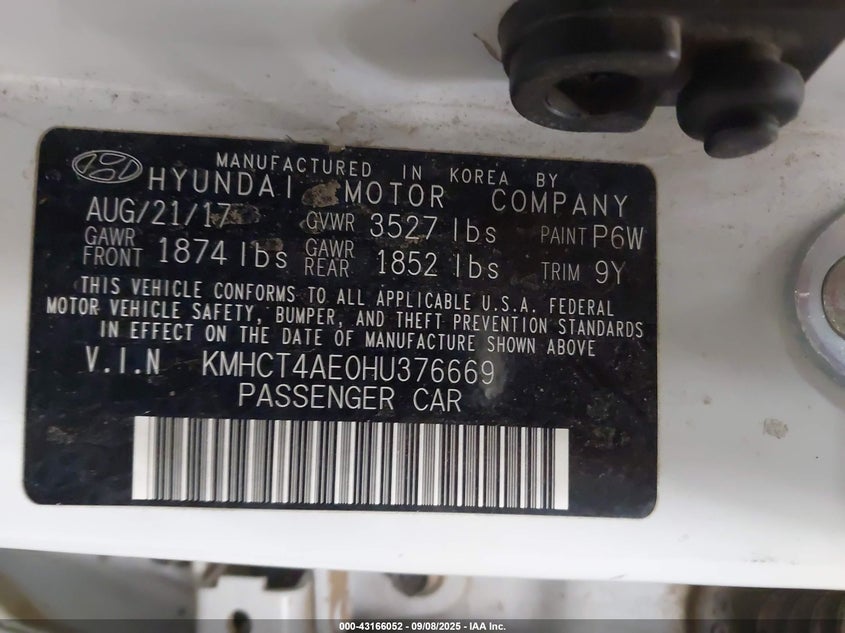 MANUFACTURED IN KOREA BY
HYUNDAI MOTOR COMPANY
AUG/21/17 GVWR 3527 lbs PAINT P6W
GAWR FRONT 1874 lbs GAWR REAR 1852 lbs TRIM 9Y
THIS VEHICLE CONFORMS TO ALL APPLICABLE U.S.A. FEDERAL
MOTOR VEHICLE SAFETY, BUMPER, AND THEFT PREVENTION STANDARDS
IN EFFECT ON THE DATE OF MANUFACTURE SHOWN ABOVE
V.I.N KMHCT4AE0HU376669
PASSENGER CAR
000-43166052 - 09/08/2025 - IAA Inc.